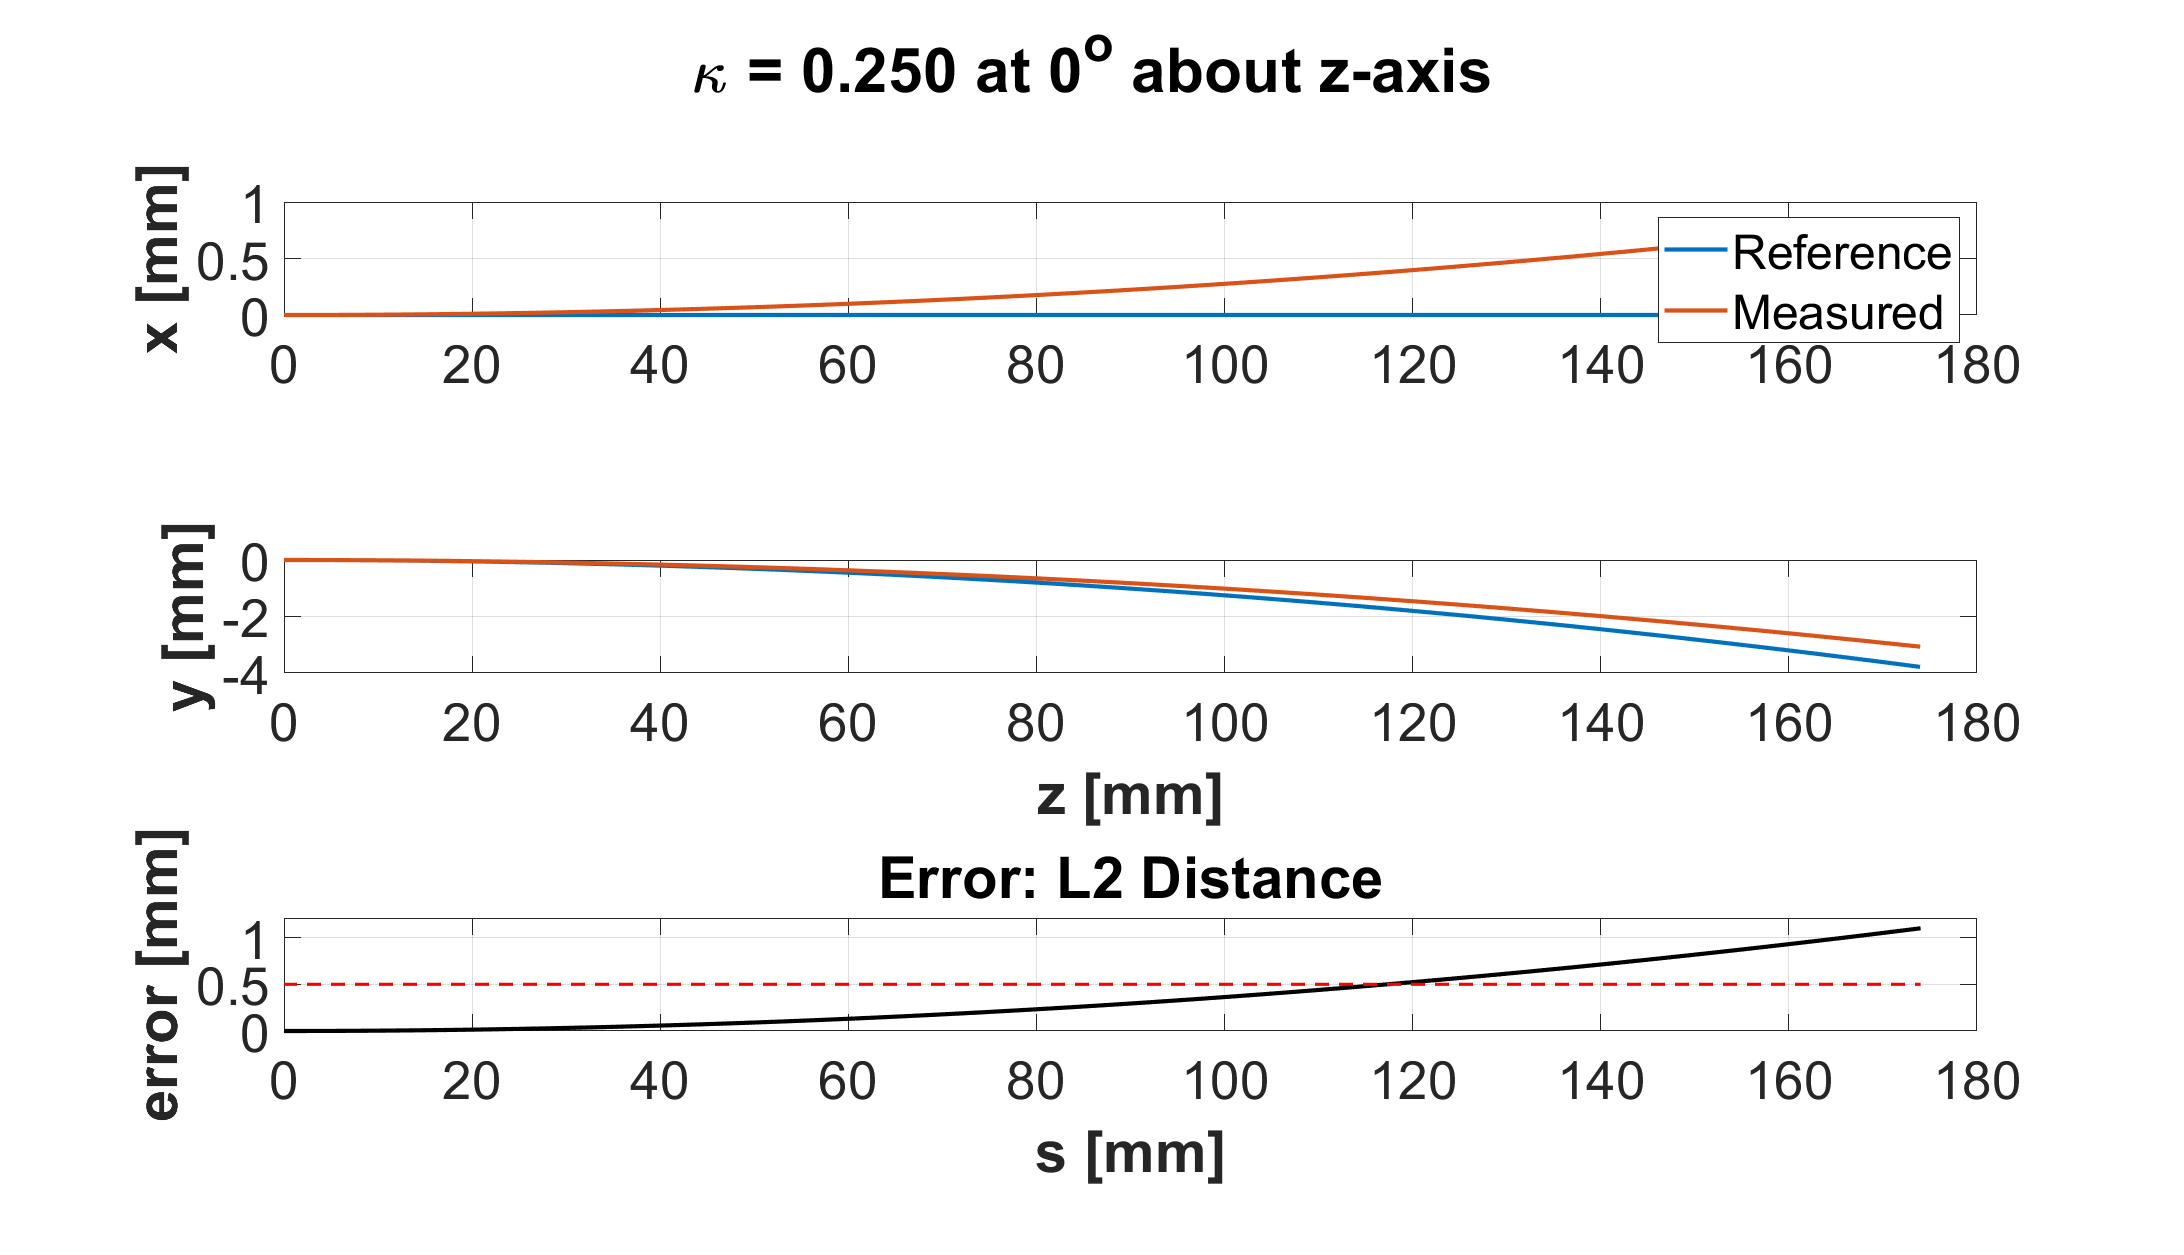 κ = 0.250 at 0° about z-axis
x [mm]
1
0.5
0
0 20 40 60 80 100 120 140 160 180
Reference
Measured
y [mm]
0
-2
-4
0 20 40 60 80 100 120 140 160 180
z [mm]
Error: L2 Distance
error [mm]
1
0.5
0
0 20 40 60 80 100 120 140 160 180
s [mm]